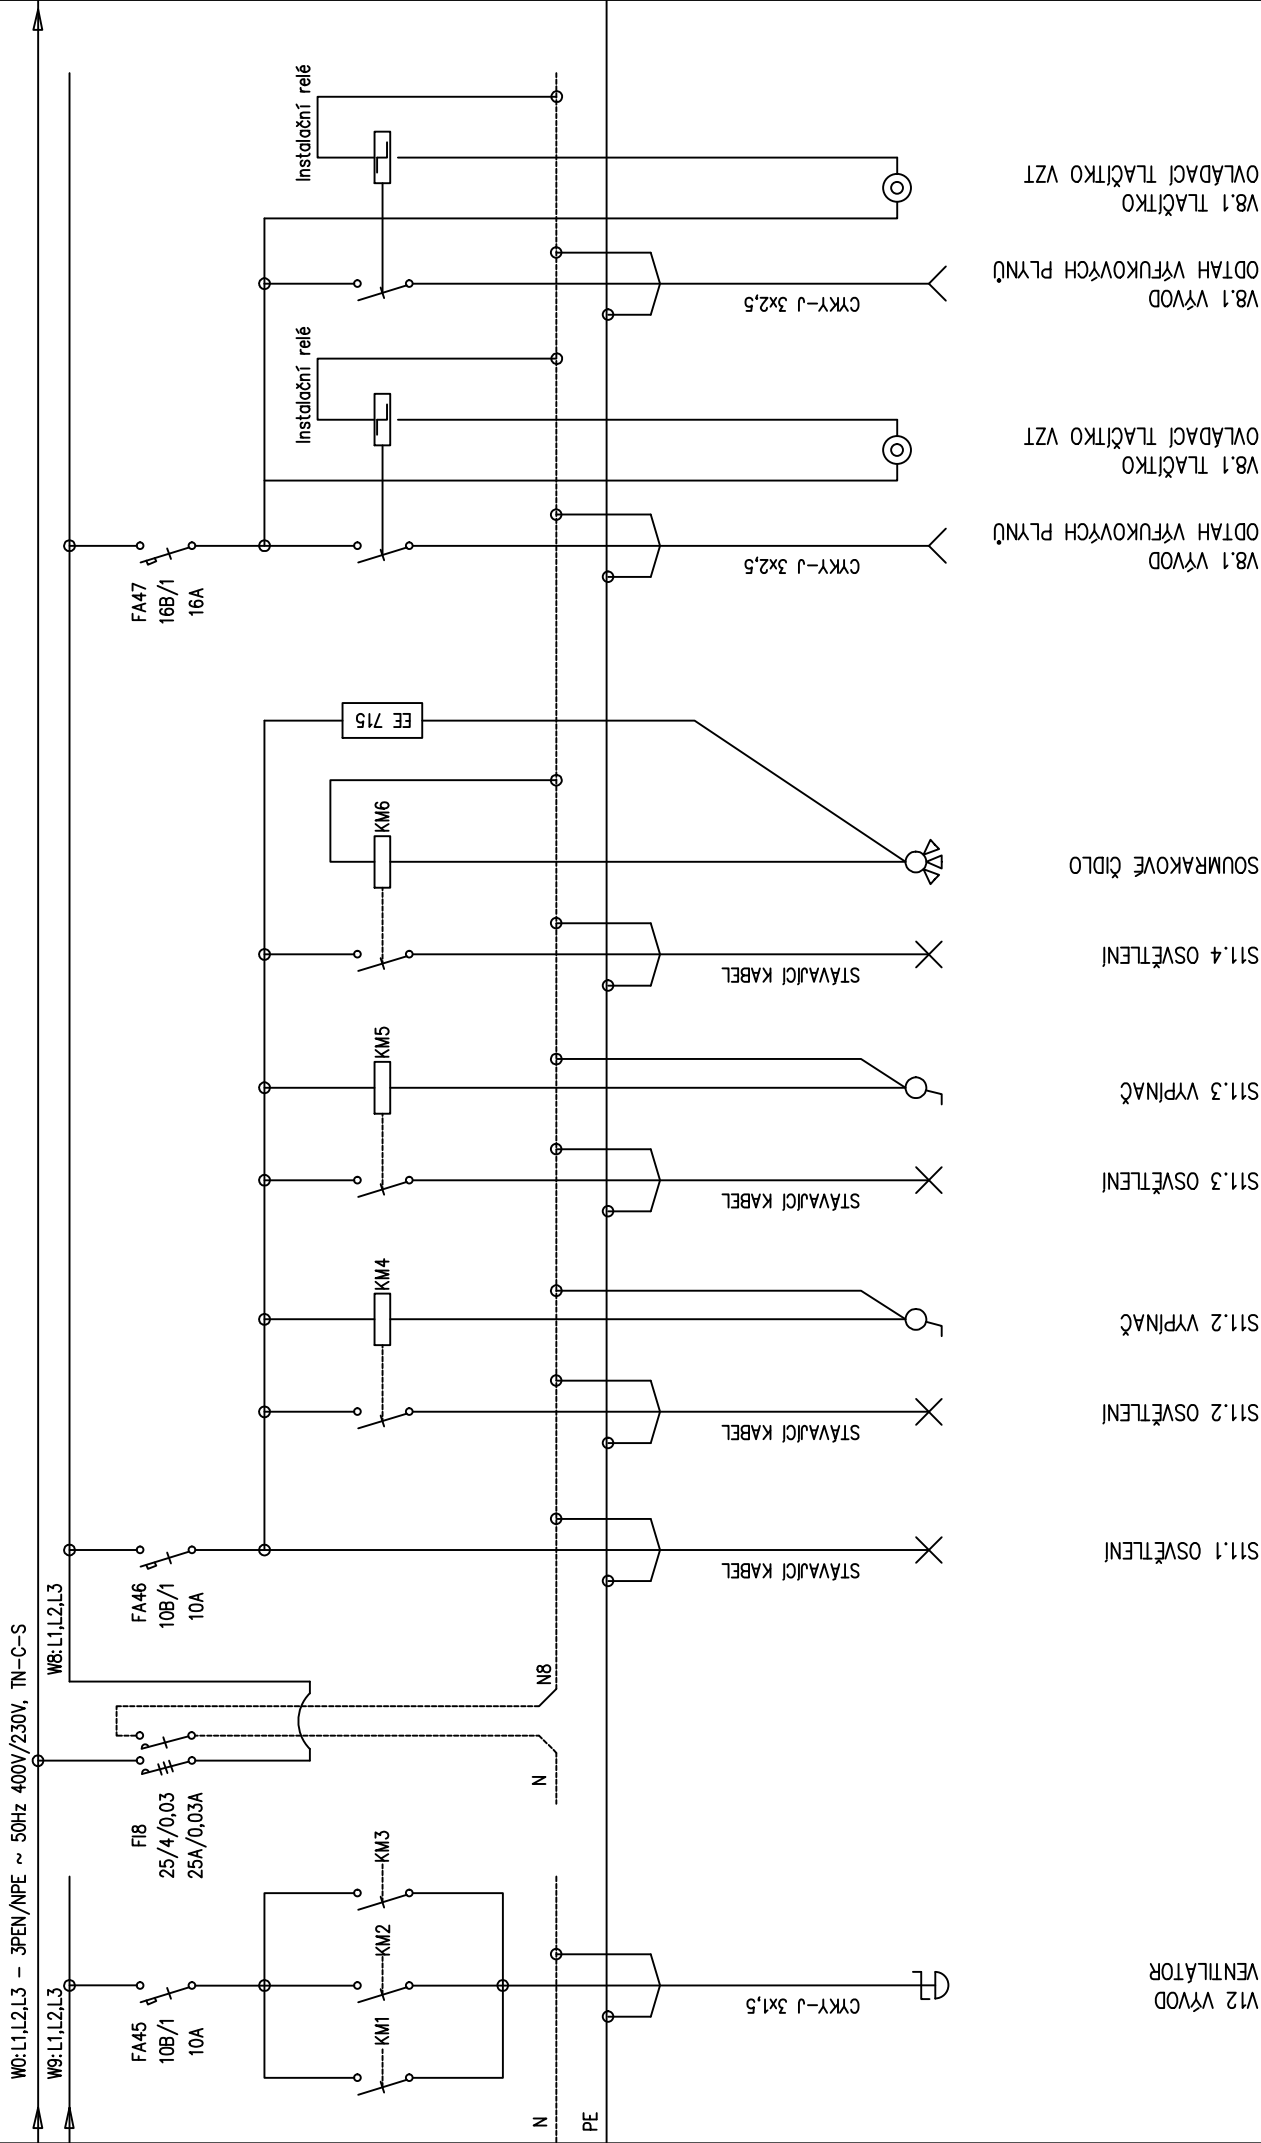 W0:L1,L2,L3 - 3PEN/NPE ~ 50Hz 400V/230V, TN-C-S
W9:L1,L2,L3
W8:L1,L2,L3
FA45
10B/1
10A
KM1
KM2
KM3
N
PE
CYKY-J 3x1,5
V12 VÝVOD
VENTILÁTOR
FI8
25/4/0,03
25A/0,03A
N
N8
FA46
10B/1
10A
STÁVAJÍCÍ KABEL
S11.1 OSVĚTLENÍ
STÁVAJÍCÍ KABEL
S11.2 OSVĚTLENÍ
KM4
S11.2 VYPÍNAČ
STÁVAJÍCÍ KABEL
S11.3 OSVĚTLENÍ
KM5
S11.3 VYPÍNAČ
STÁVAJÍCÍ KABEL
S11.4 OSVĚTLENÍ
KM6
SOUMRAKOVÉ ČIDLO
EE 715
FA47
16B/1
16A
CYKY-J 3x2,5
V8.1 VÝVOD
ODTAH VÝFUKOVÝCH PLYNŮ
Instalační relé
V8.1 TLAČÍTKO
OVLÁDACÍ TLAČÍTKO VZT
CYKY-J 3x2,5
V8.1 VÝVOD
ODTAH VÝFUKOVÝCH PLYNŮ
Instalační relé
V8.1 TLAČÍTKO
OVLÁDACÍ TLAČÍTKO VZT